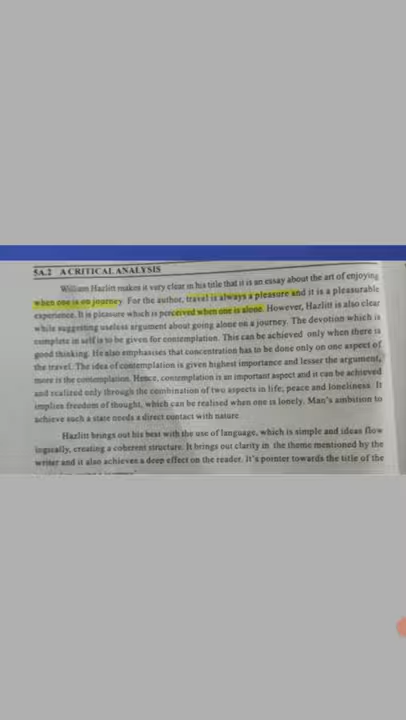 5A.2 A CRITICAL ANALYSIS
William Hazlitt makes it very clear in his title that it is an essay about the art of enjoying
when one is on journey. For the author, travel is always a pleasure and it is a pleasurable
experience. It is pleasure which is perceived when one is alone. However, Hazlitt is also clear
while suggesting useless argument about going alone on a journey. The devotion which is
complete in self is to be given for contemplation. This can be achieved only when there is
good thinking. He also emphasises that concentration has to be done only on one aspect of
the travel. The idea of contemplation is given highest importance and lesser the argument,
more is the contemplation. Hence, contemplation is an important aspect and it can be achieved
and realized only through the combination of two aspects in life; peace and loneliness. It
implies freedom of thought, which can be realised when one is lonely. Man's ambition to
achieve such a state needs a direct contact with nature.
Hazlitt brings out his best with the use of language, which is simple and ideas flow
logically, creating a coherent structure. It brings out clarity in the theme mentioned by the
writer and it also achieves a deep effect on the reader. It's pointer towards the title of the